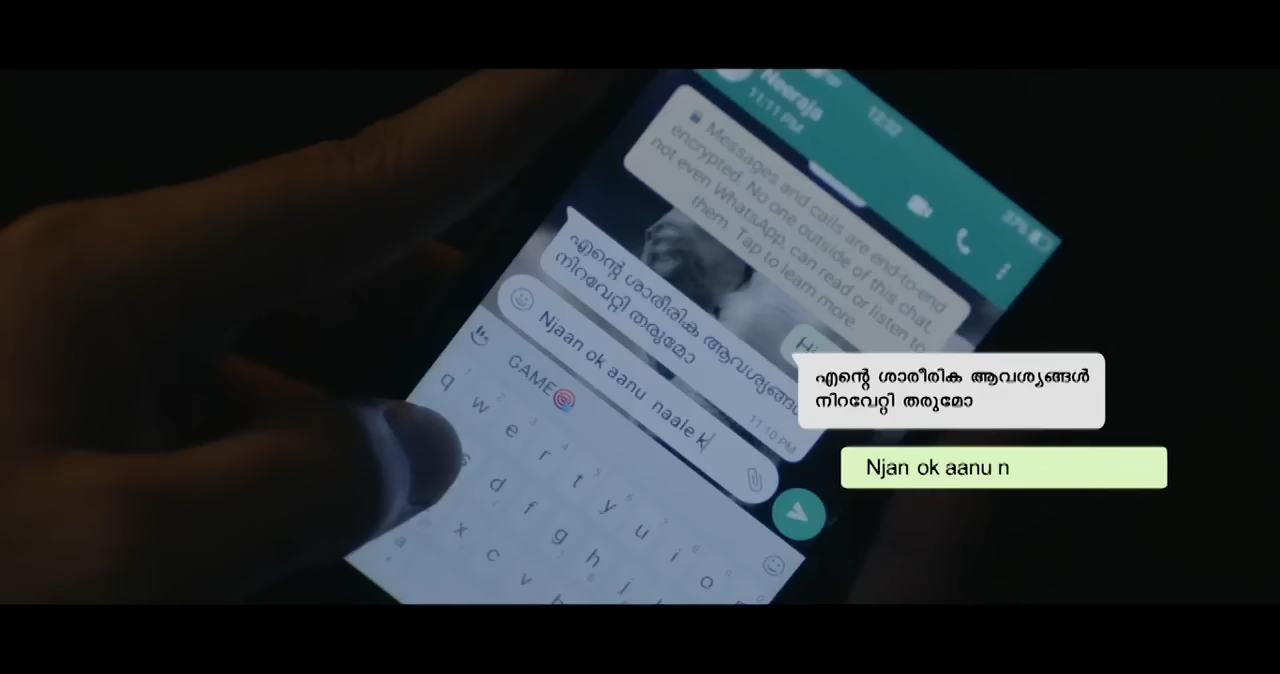 Neeraja
11:11 PM
12:32
37%
Messages and calls are end-to-end
encrypted. No one outside of this chat,
not even WhatsApp, can read or listen to
them. Tap to learn more.
Hi
എന്റെ ശാരീരിക ആവശ്യങ്ങൾ
നിറവേറ്റി തരുമോ
11:10 PM
Njaan ok aanu naale k
GAME🎯
q w e r t y u i o
s d f g h j
x c v b
എന്റെ ശാരീരിക ആവശ്യങ്ങൾ
നിറവേറ്റി തരുമോ
Njan ok aanu n